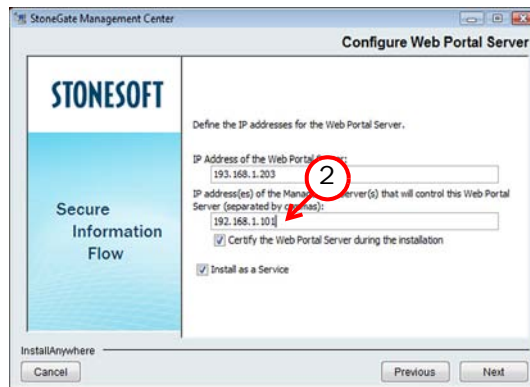 StoneGate Management Center
Configure Web Portal Server
STONESOFT
Secure
Information
Flow
Define the IP addresses for the Web Portal Server.
IP Address of the Web Portal
193.168.1.203
2
IP address(es) of the Management Server(s) that will control this Web Portal
Server (separated by commas):
192.168.1.101
Certify the Web Portal Server during the installation
Install as a Service
InstallAnywhere
Cancel
Previous
Next